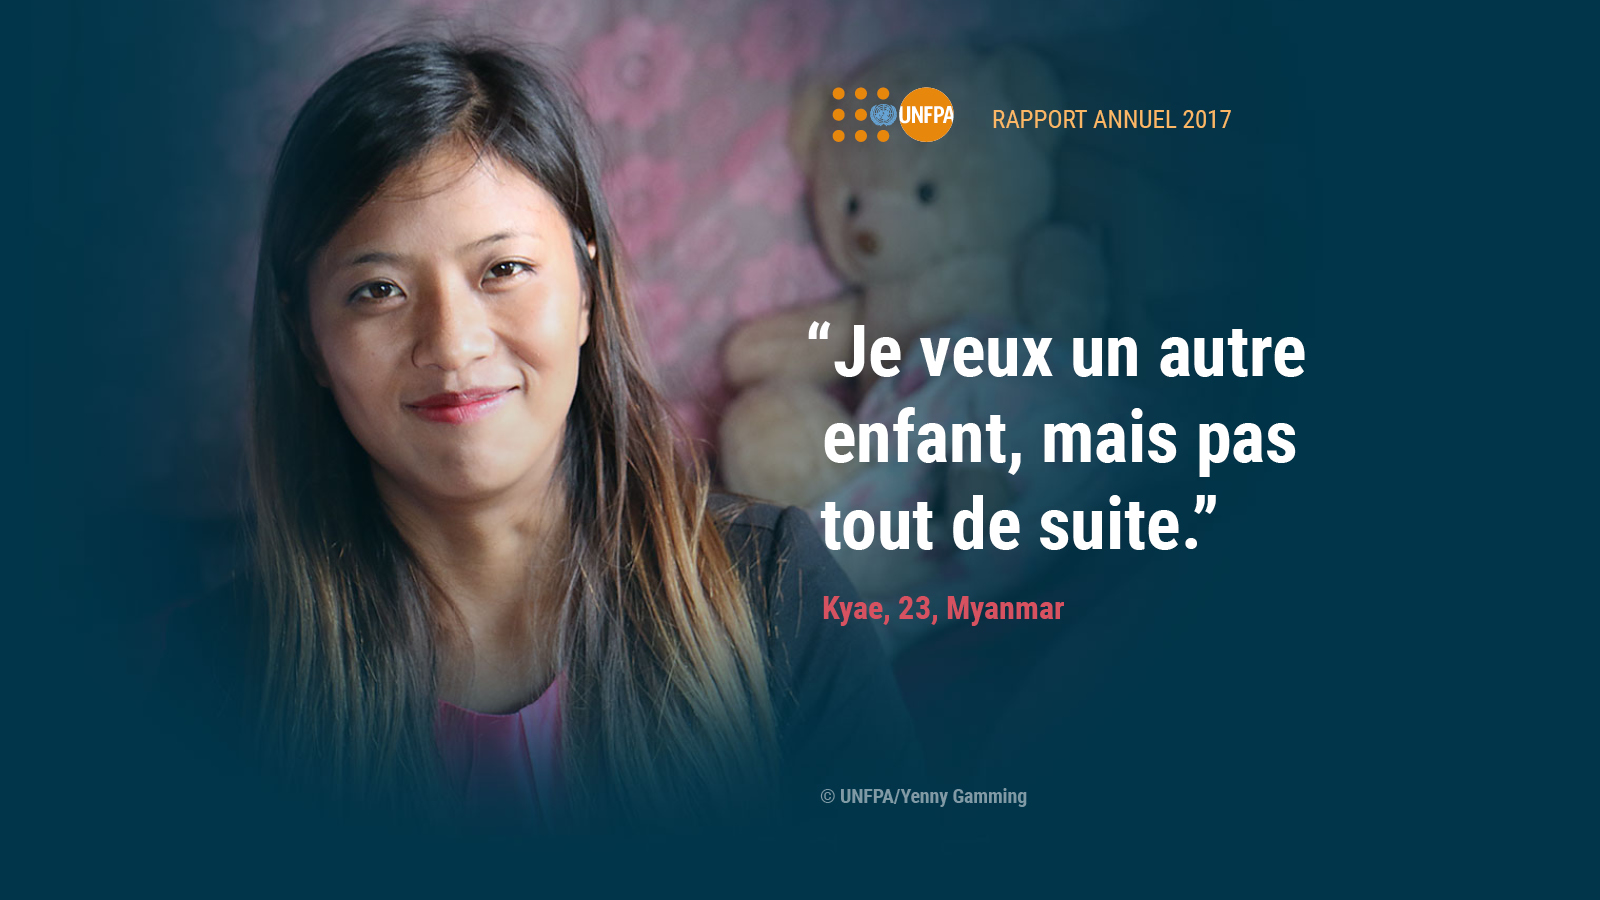 UNFPA
RAPPORT ANNUEL 2017
“Je veux un autre
enfant, mais pas
tout de suite.”
Kyae, 23, Myanmar
© UNFPA/Yenny Gamming